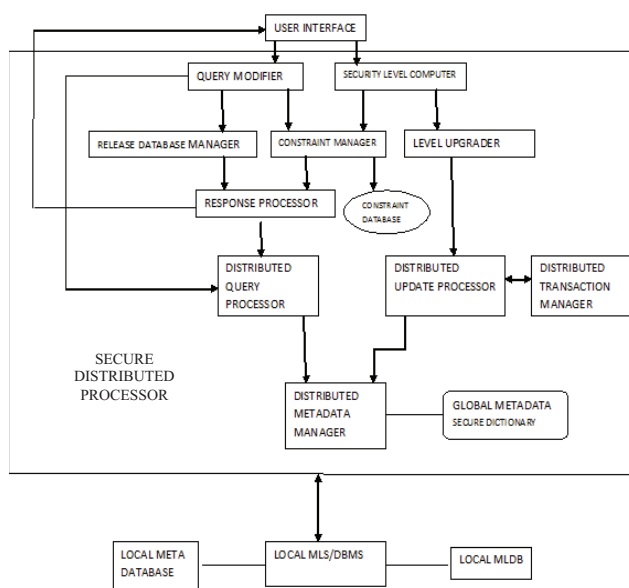 USER INTERFACE
QUERY MODIFIER
SECURITY LEVEL COMPUTER
RELEASE DATABASE MANAGER
CONSTRAINT MANAGER
LEVEL UPGRADER
RESPONSE PROCESSOR
CONSTRAINT
DATABASE
DISTRIBUTED
QUERY
PROCESSOR
DISTRIBUTED
UPDATE PROCESSOR
DISTRIBUTED
TRANSACTION
MANAGER
SECURE
DISTRIBUTED
PROCESSOR
DISTRIBUTED
METADATA
MANAGER
GLOBAL METADATA
SECURE DICTIONARY
LOCAL META
DATABASE
LOCAL MLS/DBMS
LOCAL MLDB